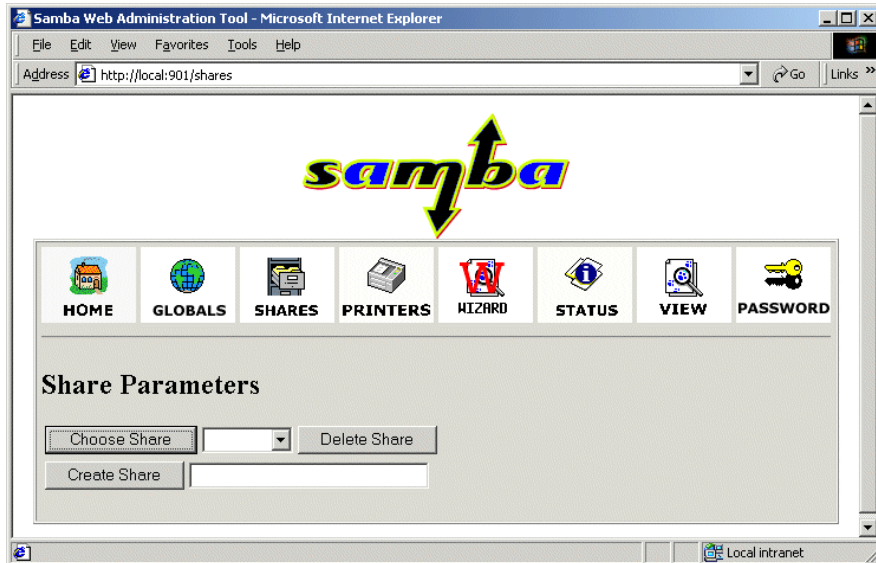 Samba Web Administration Tool - Microsoft Internet Explorer
File Edit View Favorites Tools Help
Address http://local:901/shares Go Links »
samba
HOME GLOBALS SHARES PRINTERS WIZARD STATUS VIEW PASSWORD
Share Parameters
Choose Share Delete Share
Create Share
Local intranet